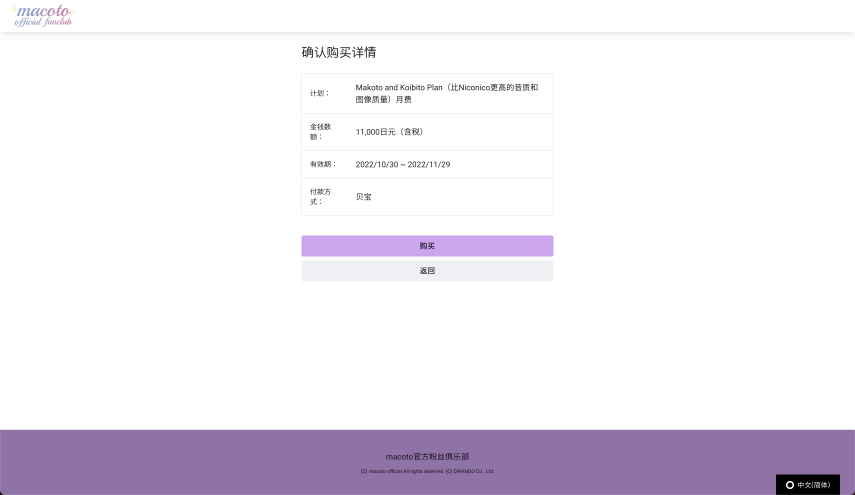 macoto
official fanclub
确认购买详情
计划：
Makoto and Koibito Plan（比Niconico更高的音质和
图像质量）月费
金钱数
额：
11,000日元（含税）
有效期：
2022/10/30 ~ 2022/11/29
付款方
式：
贝宝
购买
返回
macoto官方粉丝俱乐部
(C) macoto official All rights reserved. (C) DWANGO Co., Ltd.
中文(简体)